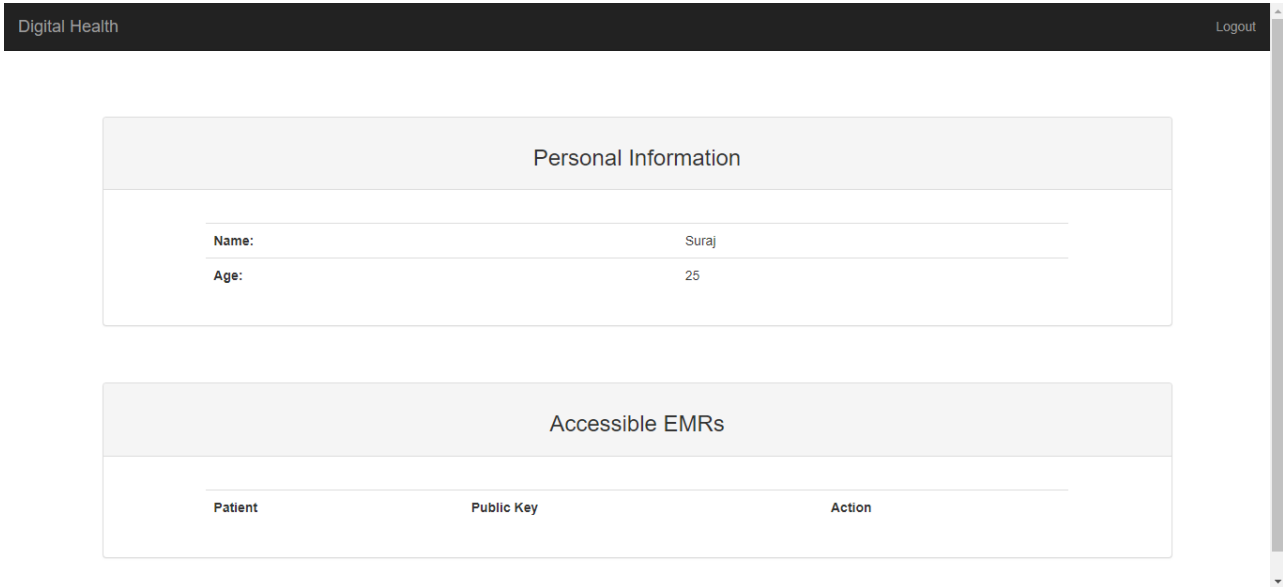 Digital Health Logout
Personal Information
Name: Suraj
Age: 25
Accessible EMRs
Patient Public Key Action